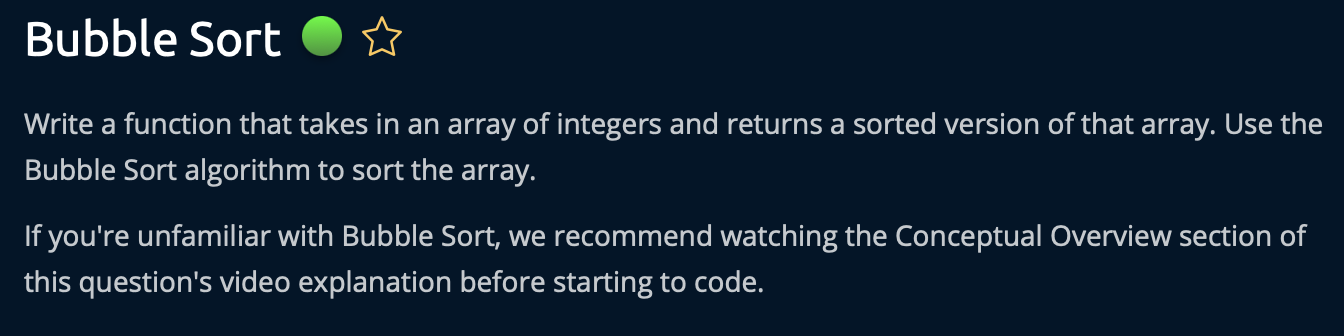 Bubble Sort
Write a function that takes in an array of integers and returns a sorted version of that array. Use the
Bubble Sort algorithm to sort the array.
If you're unfamiliar with Bubble Sort, we recommend watching the Conceptual Overview section of
this question's video explanation before starting to code.